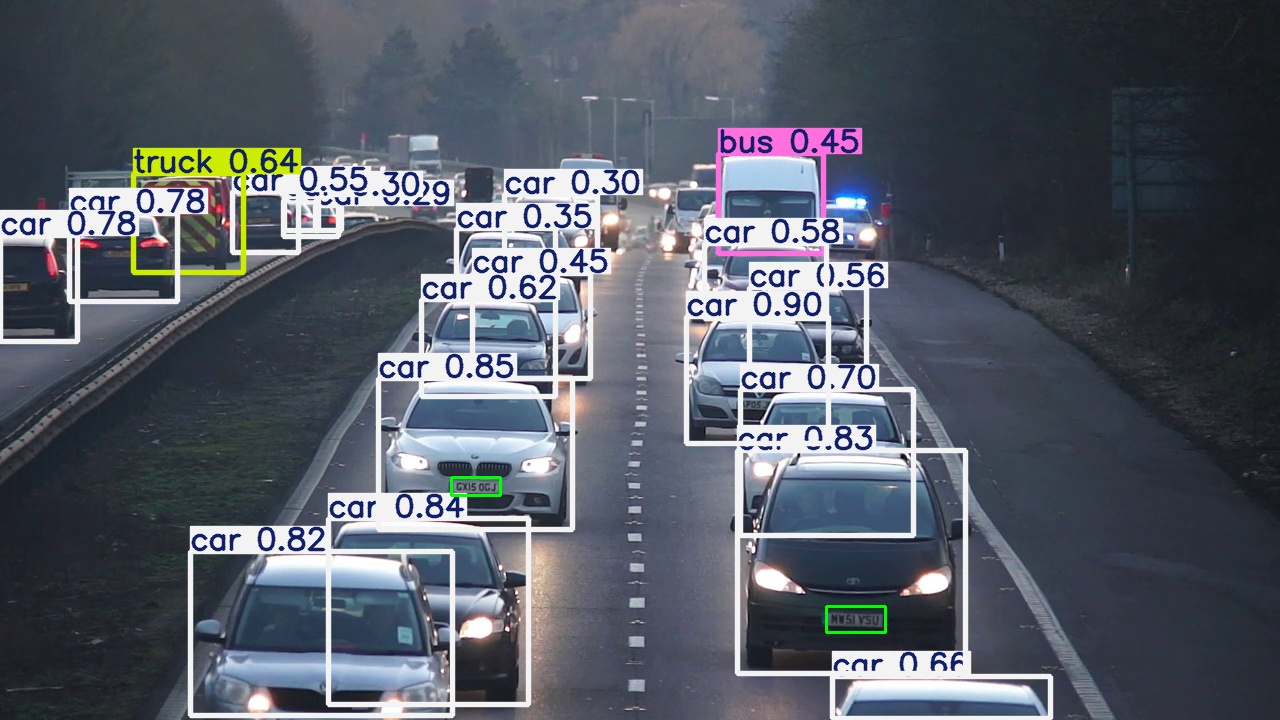 bus 0.45
truck 0.64
car 0.55
.30
29
car 0.30
car 0.78
car 0.78
car 0.35
car 0.58
car 0.45
car 0.56
car 0.62
car 0.90
car 0.85
car 0.70
car 0.83
GX15 OGJ
car 0.84
car 0.82
NW51 VSU
car 0.66